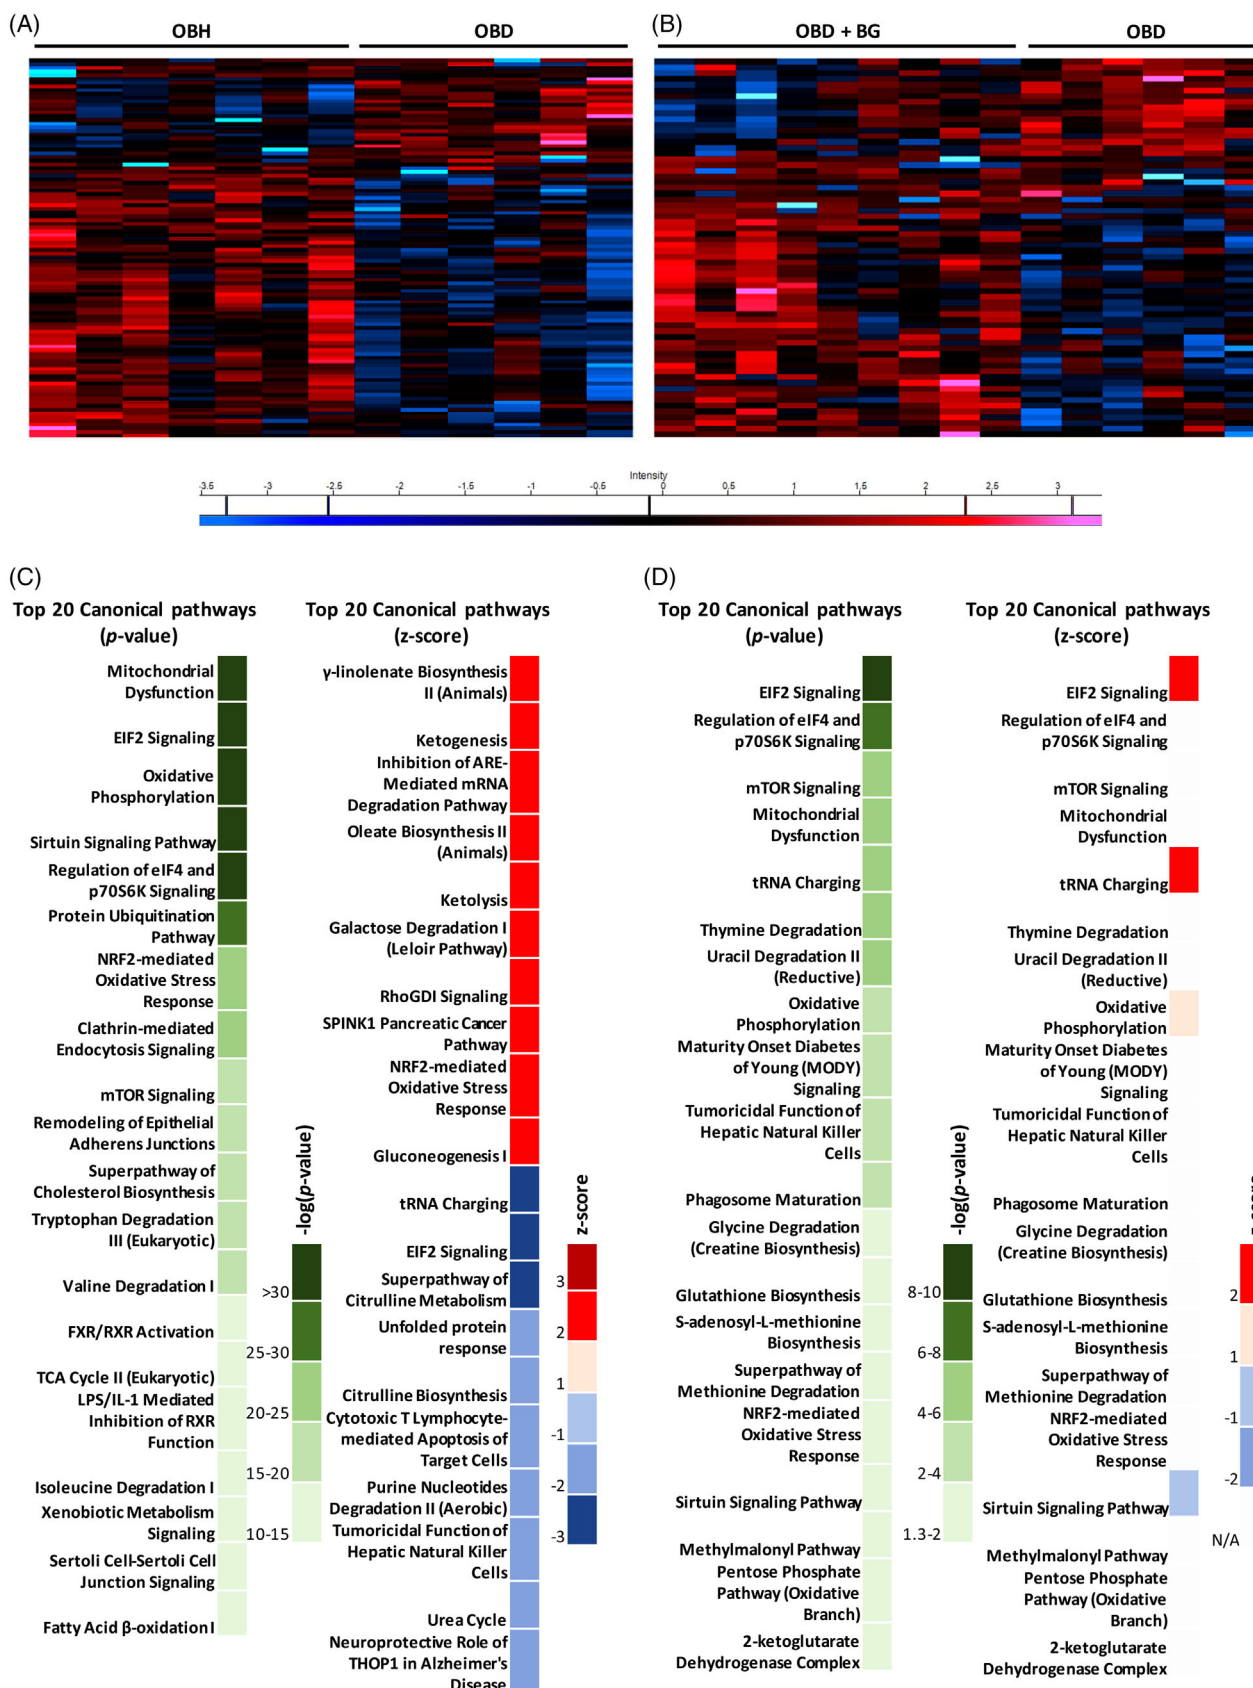 (A)
OBH
OBD
(B)
OBD + BG
OBD
Intensity
-3.5 -3 -2.5 -2 -1.5 -1 -0.5 0 0.5 1 1.5 2 2.5 3
(C)
Top 20 Canonical pathways
(p-value)
Mitochondrial
Dysfunction
EIF2 Signaling
Oxidative
Phosphorylation
Sirtuin Signaling Pathway
Regulation of eIF4 and
p70S6K Signaling
Protein Ubiquitination
Pathway
NRF2-mediated
Oxidative Stress
Response
Clathrin-mediated
Endocytosis Signaling
mTOR Signaling
Remodeling of Epithelial
Adherens Junctions
Superpathway of
Cholesterol Biosynthesis
Tryptophan Degradation
III (Eukaryotic)
Valine Degradation I
FXR/RXR Activation
TCA Cycle II (Eukaryotic)
LPS/IL-1 Mediated
Inhibition of RXR
Function
Isoleucine Degradation I
Xenobiotic Metabolism
Signaling
Sertoli Cell-Sertoli Cell
Junction Signaling
Fatty Acid β-oxidation I
-log(p-value)
>30
25-30
20-25
15-20
10-15
Top 20 Canonical pathways
(z-score)
γ-linolenate Biosynthesis
II (Animals)
Ketogenesis
Inhibition of ARE-
Mediated mRNA
Degradation Pathway
Oleate Biosynthesis II
(Animals)
Ketolysis
Galactose Degradation I
(Leloir Pathway)
RhoGDI Signaling
SPINK1 Pancreatic Cancer
Pathway
NRF2-mediated
Oxidative Stress
Response
Gluconeogenesis I
tRNA Charging
EIF2 Signaling
Superpathway of
Citrulline Metabolism
Unfolded protein
response
Citrulline Biosynthesis
Cytotoxic T Lymphocyte-
mediated Apoptosis of
Target Cells
Purine Nucleotides
Degradation II (Aerobic)
Tumoricidal Function of
Hepatic Natural Killer
Cells
Urea Cycle
Neuroprotective Role of
THOP1 in Alzheimer's
Disease
z-score
3
2
1
-1
-2
-3
(D)
Top 20 Canonical pathways
(p-value)
EIF2 Signaling
Regulation of eIF4 and
p70S6K Signaling
mTOR Signaling
Mitochondrial
Dysfunction
tRNA Charging
Thymine Degradation
Uracil Degradation II
(Reductive)
Oxidative
Phosphorylation
Maturity Onset Diabetes
of Young (MODY)
Signaling
Tumoricidal Function of
Hepatic Natural Killer
Cells
Phagosome Maturation
Glycine Degradation
(Creatine Biosynthesis)
Glutathione Biosynthesis
S-adenosyl-L-methionine
Biosynthesis
Superpathway of
Methionine Degradation
NRF2-mediated
Oxidative Stress
Response
Sirtuin Signaling Pathway
Methylmalonyl Pathway
Pentose Phosphate
Pathway (Oxidative
Branch)
2-ketoglutarate
Dehydrogenase Complex
-log(p-value)
8-10
6-8
4-6
2-4
1.3-2
Top 20 Canonical pathways
(z-score)
EIF2 Signaling
Regulation of eIF4 and
p70S6K Signaling
mTOR Signaling
Mitochondrial
Dysfunction
tRNA Charging
Thymine Degradation
Uracil Degradation II
(Reductive)
Oxidative
Phosphorylation
Maturity Onset Diabetes
of Young (MODY)
Signaling
Tumoricidal Function of
Hepatic Natural Killer
Cells
Phagosome Maturation
Glycine Degradation
(Creatine Biosynthesis)
Glutathione Biosynthesis
S-adenosyl-L-methionine
Biosynthesis
Superpathway of
Methionine Degradation
NRF2-mediated
Oxidative Stress
Response
Sirtuin Signaling Pathway
Methylmalonyl Pathway
Pentose Phosphate
Pathway (Oxidative
Branch)
2-ketoglutarate
Dehydrogenase Complex
2
1
-1
-2
N/A